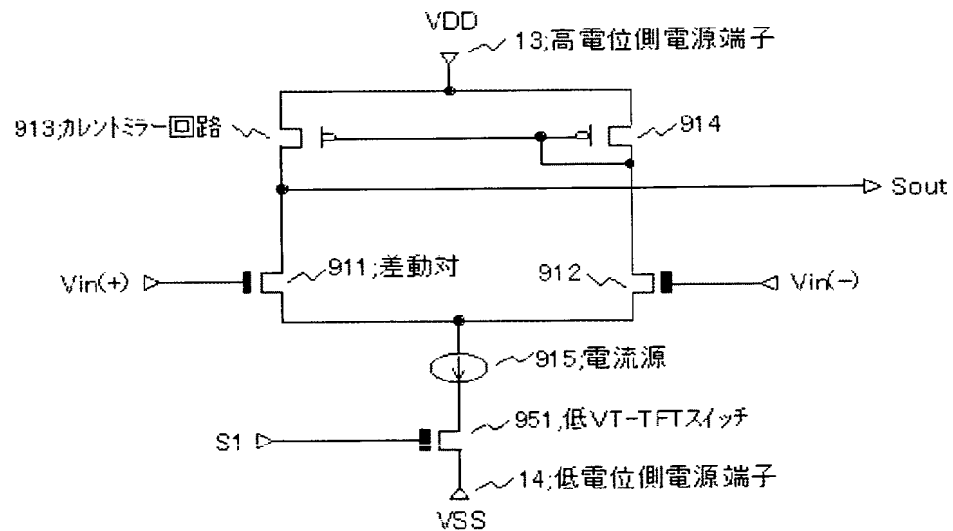 VDD
13;高電位側電源端子
913;カレントミラー回路
914
Sout
Vin(+)
911;差動対
912
Vin(-)
915;電流源
951;低VT-TFTスイッチ
S1
14;低電位側電源端子
VSS